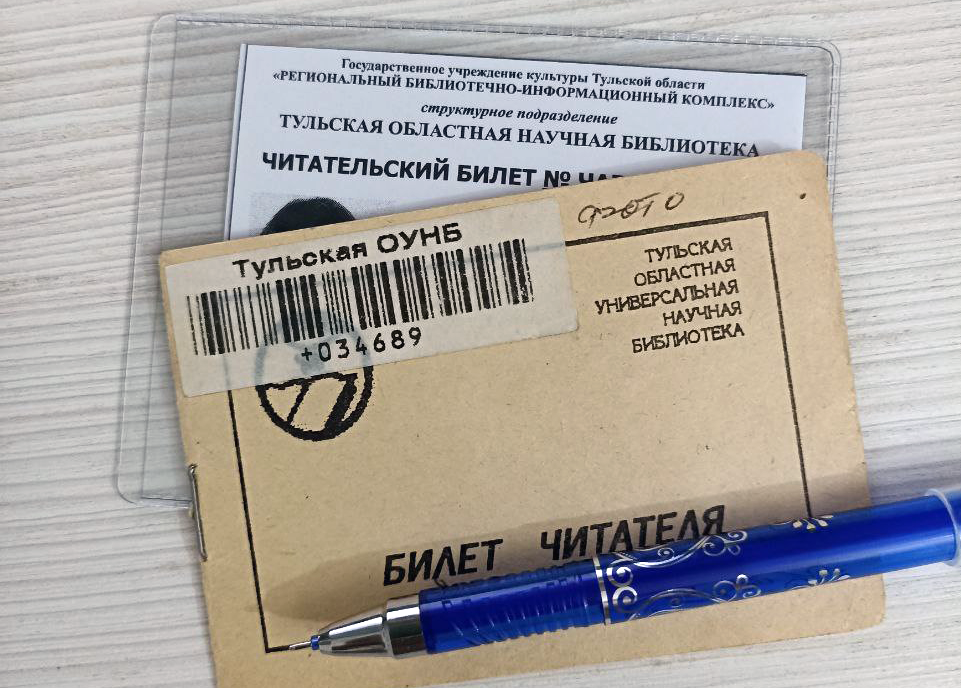 Государственное учреждение культуры Тульской области
«РЕГИОНАЛЬНЫЙ БИБЛИОТЕЧНО-ИНФОРМАЦИОННЫЙ КОМПЛЕКС»
структурное подразделение
ТУЛЬСКАЯ ОБЛАСТНАЯ НАУЧНАЯ БИБЛИОТЕКА
ЧИТАТЕЛЬСКИЙ БИЛЕТ №
фото
Тульская ОУНБ
+034689
ТУЛЬСКАЯ
ОБЛАСТНАЯ
УНИВЕРСАЛЬНАЯ
НАУЧНАЯ
БИБЛИОТЕКА
БИЛЕТ ЧИТАТЕЛЯ